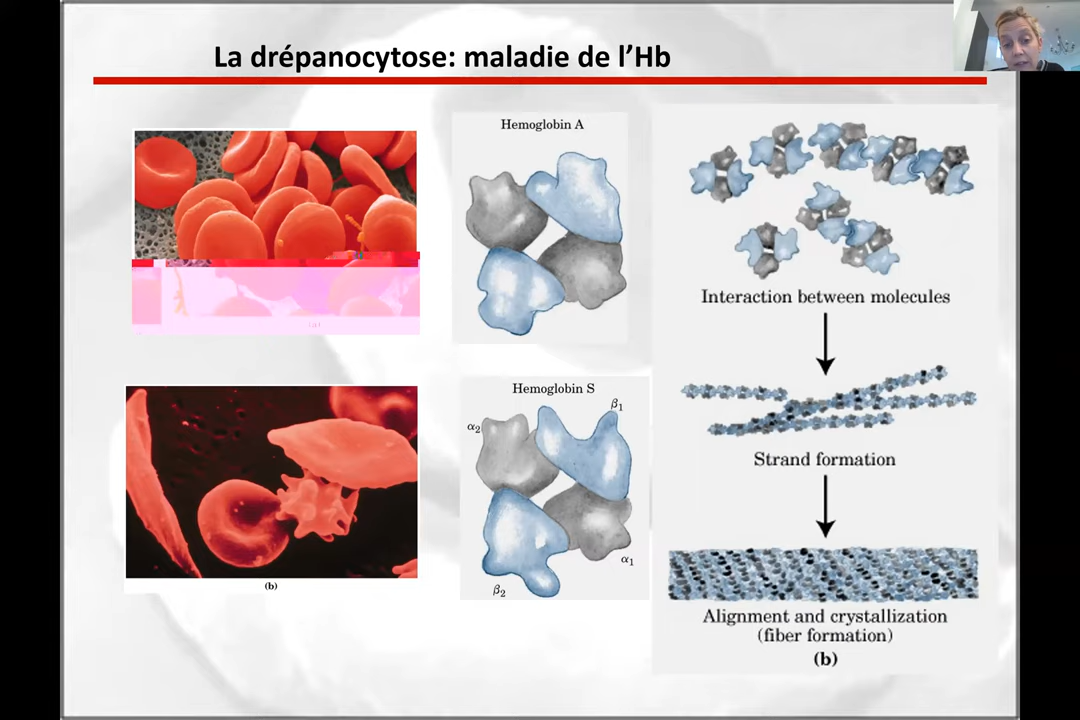 La drépanocytose: maladie de l’Hb
Hemoglobin A
Hemoglobin S
α2
β1
α1
β2
(b)
Interaction between molecules
Strand formation
Alignment and crystallization
(fiber formation)
(b)